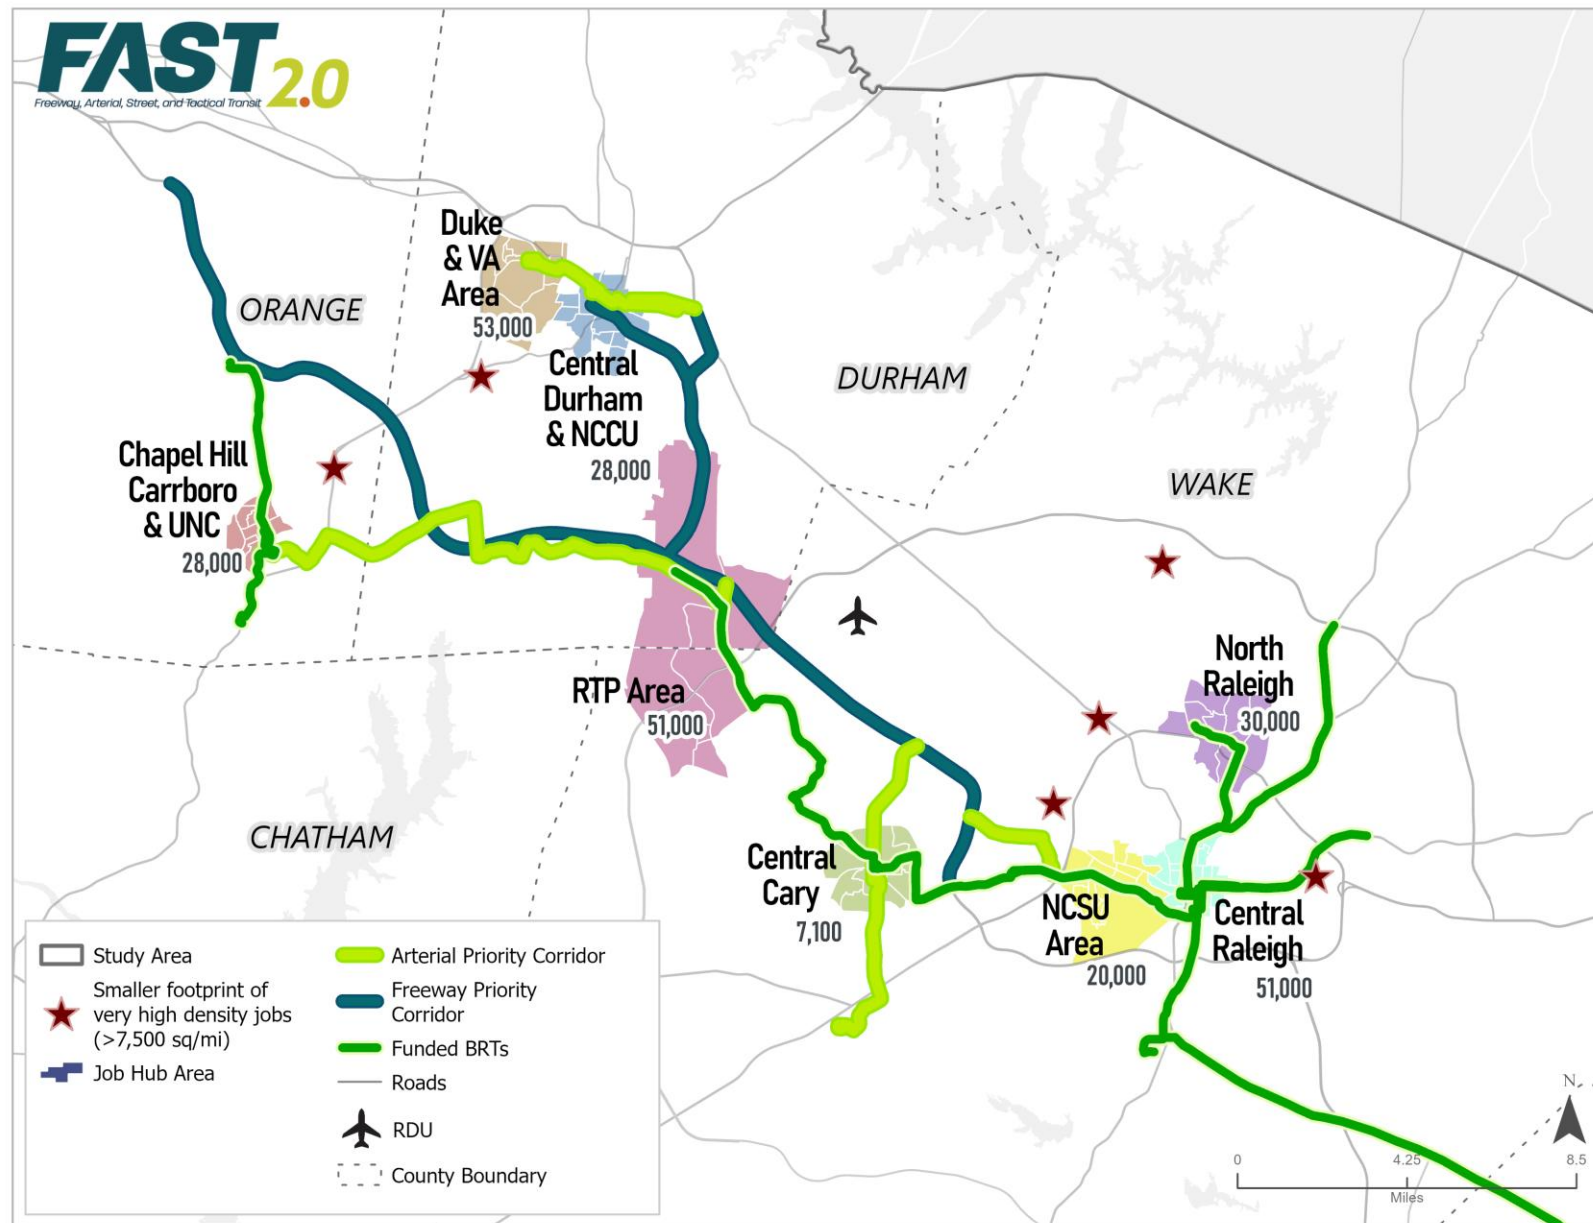 FAST 2.0
Freeway, Arterial, Street, and Tactical Transit
Duke
& VA
Area
53,000
ORANGE
Central
Durham
& NCCU
28,000
DURHAM
Chapel Hill
Carrboro
& UNC
28,000
WAKE
North
Raleigh
30,000
RTP Area
51,000
CHATHAM
Central
Cary
7,100
NCSU
Area
20,000
Central
Raleigh
51,000
Study Area
Smaller footprint of
very high density jobs
(>7,500 sq/mi)
Job Hub Area
Arterial Priority Corridor
Freeway Priority
Corridor
Funded BRTs
Roads
RDU
County Boundary
N
0 4.25 8.5
Miles